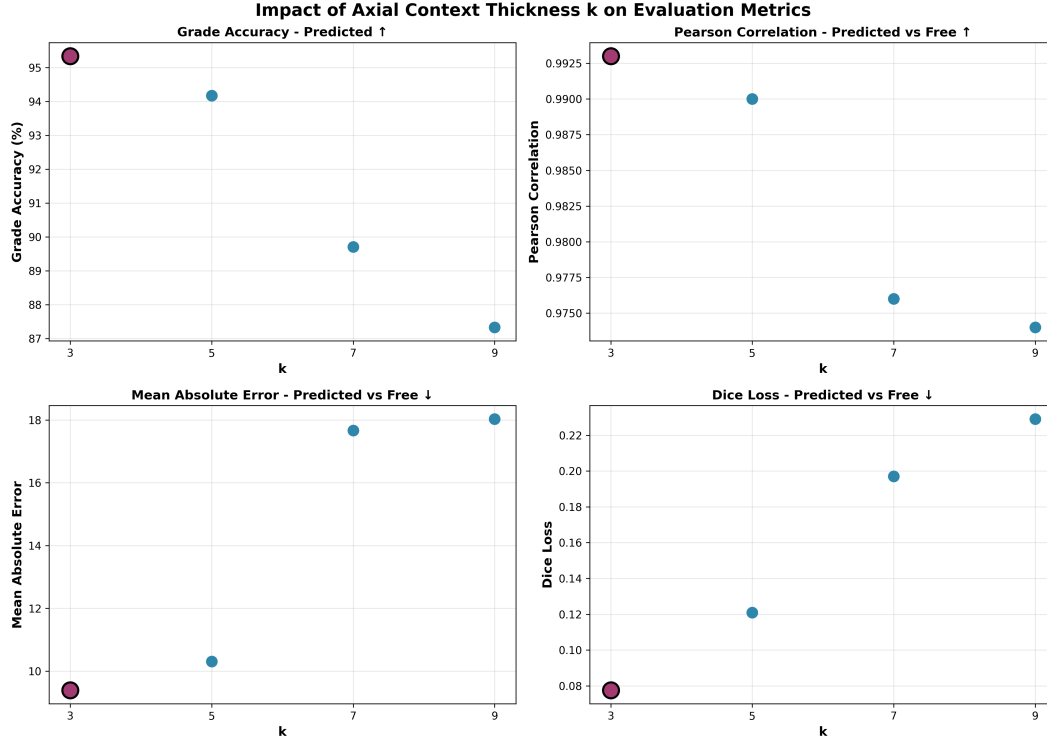 Impact of Axial Context Thickness k on Evaluation Metrics
Grade Accuracy - Predicted ↑
Grade Accuracy (%)
95
94
93
92
91
90
89
88
87
3 5 7 9
k
Pearson Correlation - Predicted vs Free ↑
Pearson Correlation
0.9925
0.9900
0.9875
0.9850
0.9825
0.9800
0.9775
0.9750
3 5 7 9
k
Mean Absolute Error - Predicted vs Free ↓
Mean Absolute Error
18
16
14
12
10
3 5 7 9
k
Dice Loss - Predicted vs Free ↓
Dice Loss
0.22
0.20
0.18
0.16
0.14
0.12
0.10
0.08
3 5 7 9
k